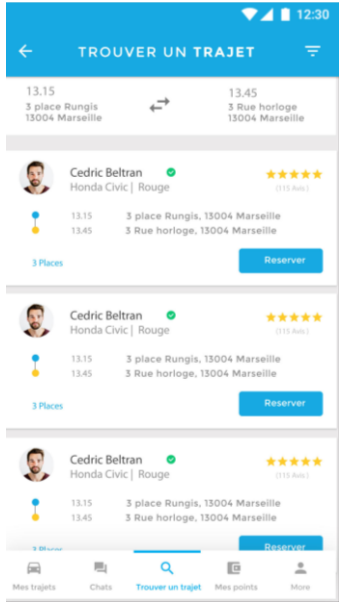 12:30
TROUVER UN TRAJET
13.15
3 place Rungis
13004 Marseille
13.45
3 Rue horloge
13004 Marseille
Cedric Beltran
Honda Civic | Rouge
(115 Avis)
13.15 3 place Rungis, 13004 Marseille
13.45 3 Rue horloge, 13004 Marseille
3 Places
Reserver
Cedric Beltran
Honda Civic | Rouge
(115 Avis)
13.15 3 place Rungis, 13004 Marseille
13.45 3 Rue horloge, 13004 Marseille
3 Places
Reserver
Cedric Beltran
Honda Civic | Rouge
(115 Avis)
13.15 3 place Rungis, 13004 Marseille
13.45 3 Rue horloge, 13004 Marseille
3 Places
Reserver
Mes trajets
Chats
Trouver un trajet
Mes points
More